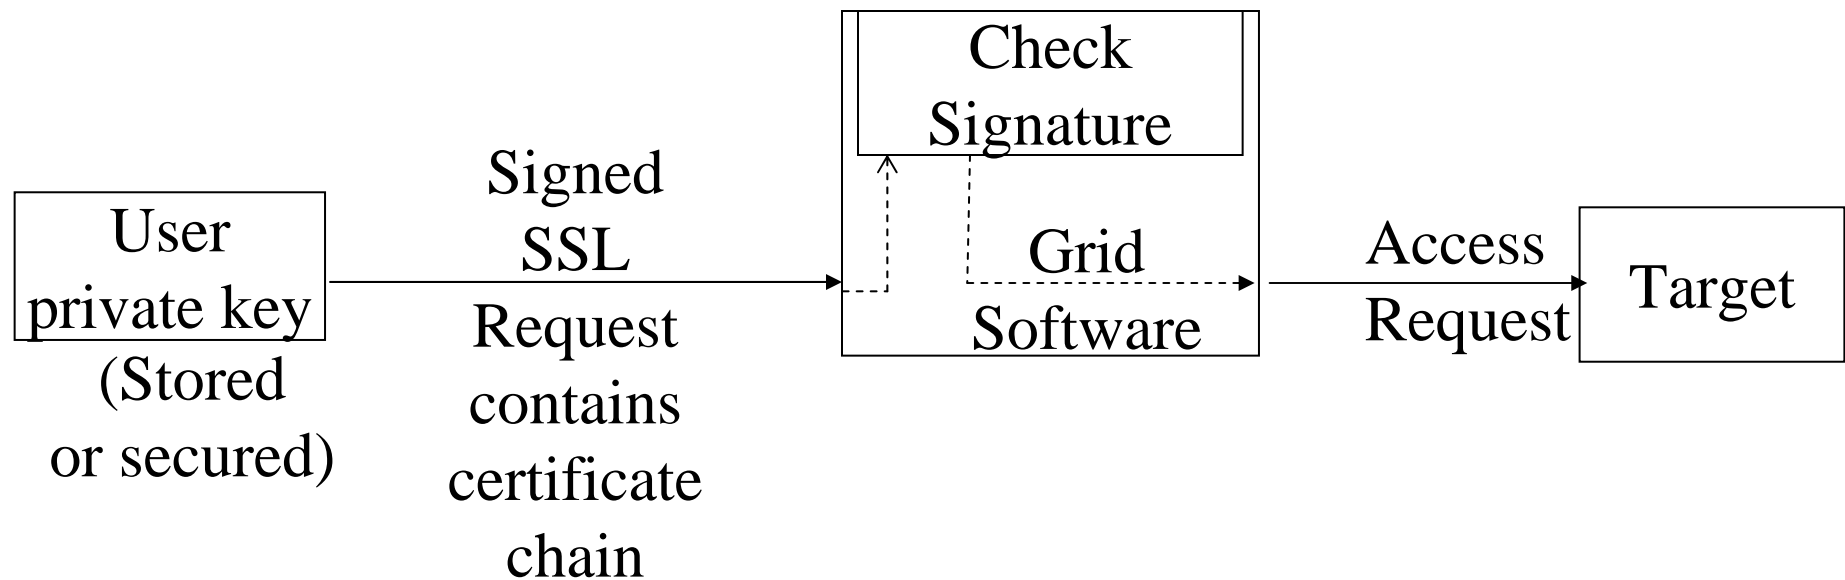 User
private key
(Stored
or secured)
Signed
SSL
Request
contains
certificate
chain
Check
Signature
Grid
Software
Access
Request
Target